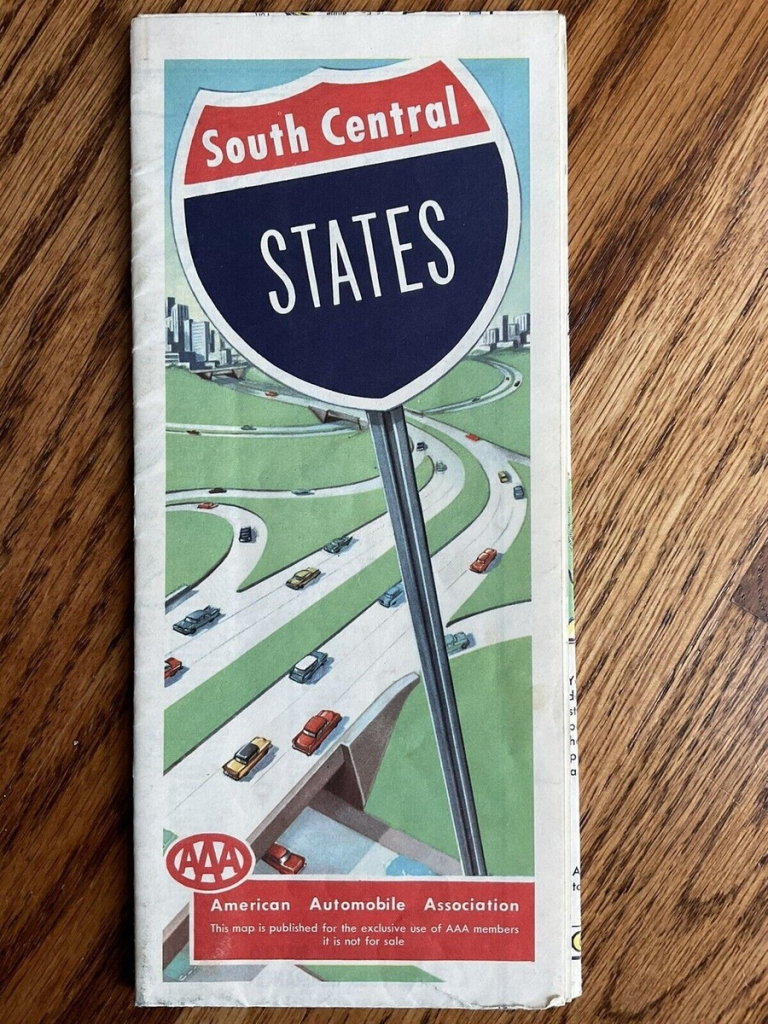 South Central
STATES
AAA
American Automobile Association
This map is published for the exclusive use of AAA members
it is not for sale